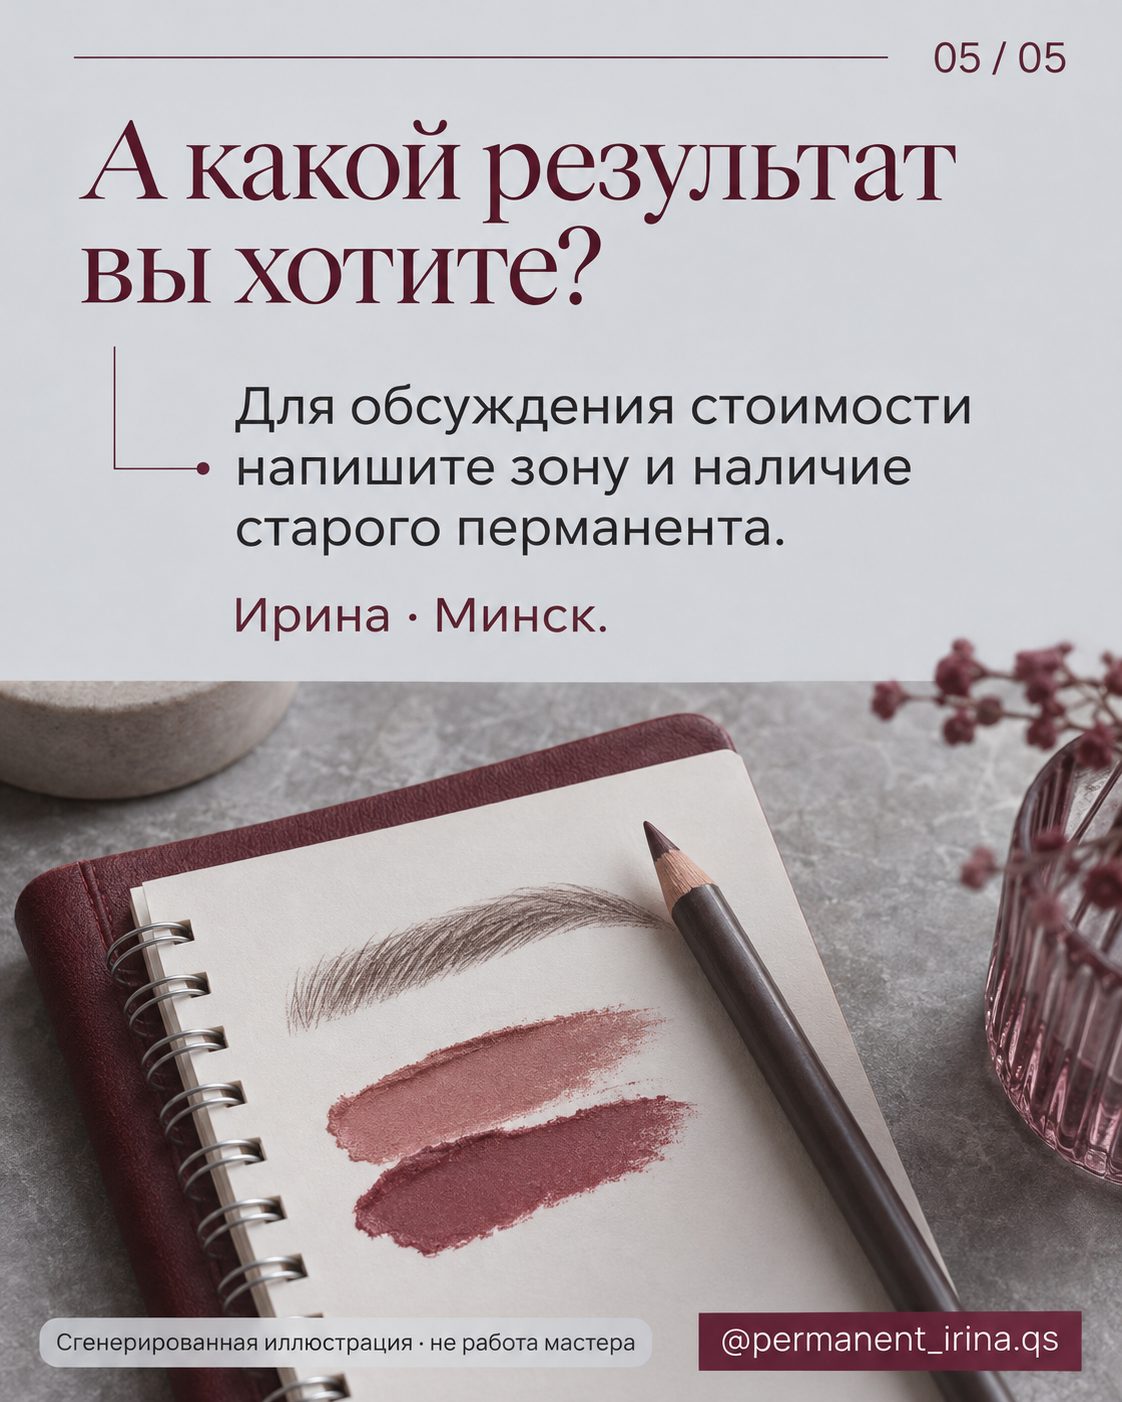 05 / 05
А какой результат
вы хотите?
Для обсуждения стоимости
напишите зону и наличие
старого перманента.
Ирина · Минск.
Сгенерированная иллюстрация · не работа мастера
@permanent_irina.qs